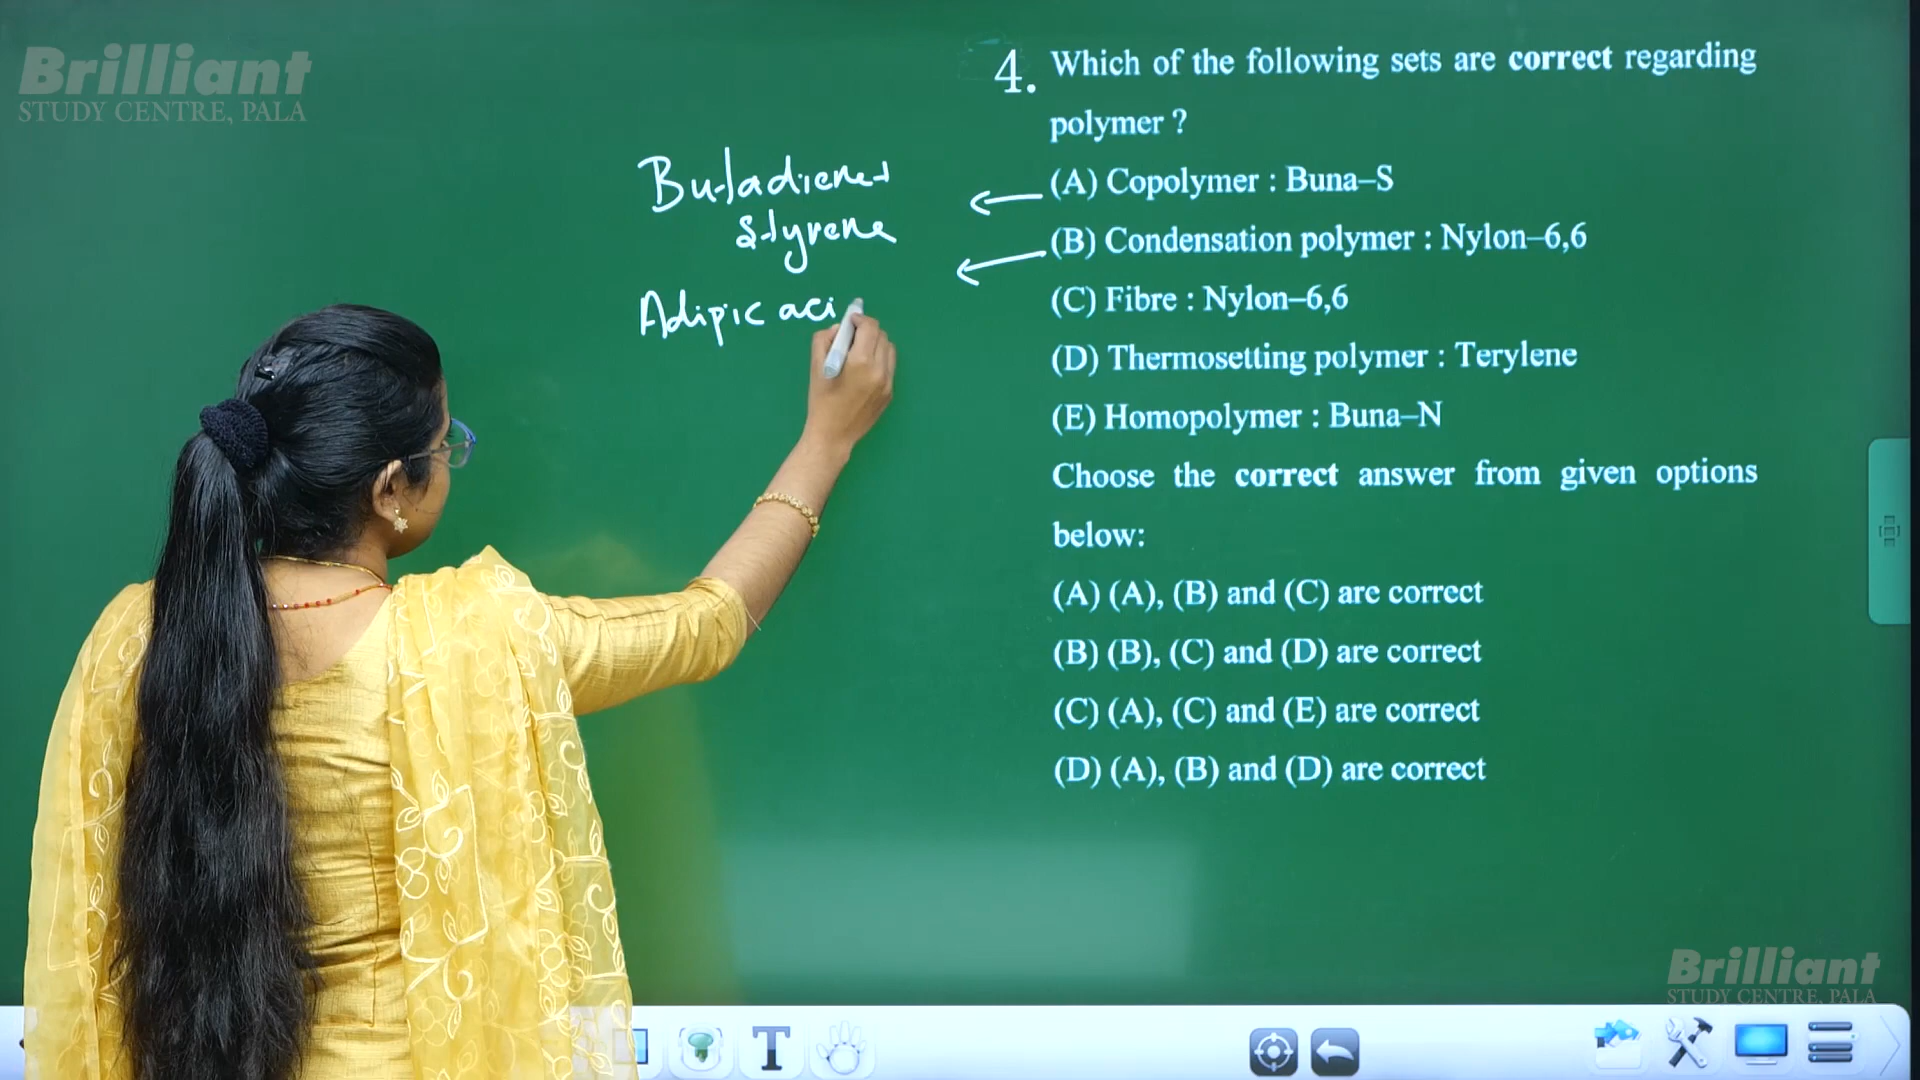 Brilliant
STUDY CENTRE, PALA
4. Which of the following sets are correct regarding
polymer ?
(A) Copolymer : Buna–S
(B) Condensation polymer : Nylon–6,6
(C) Fibre : Nylon–6,6
(D) Thermosetting polymer : Terylene
(E) Homopolymer : Buna–N
Choose the correct answer from given options
below:
(A) (A), (B) and (C) are correct
(B) (B), (C) and (D) are correct
(C) (A), (C) and (E) are correct
(D) (A), (B) and (D) are correct
Butadiene +
styrene
Adipic aci
T
Brilliant
STUDY CENTRE, PALA